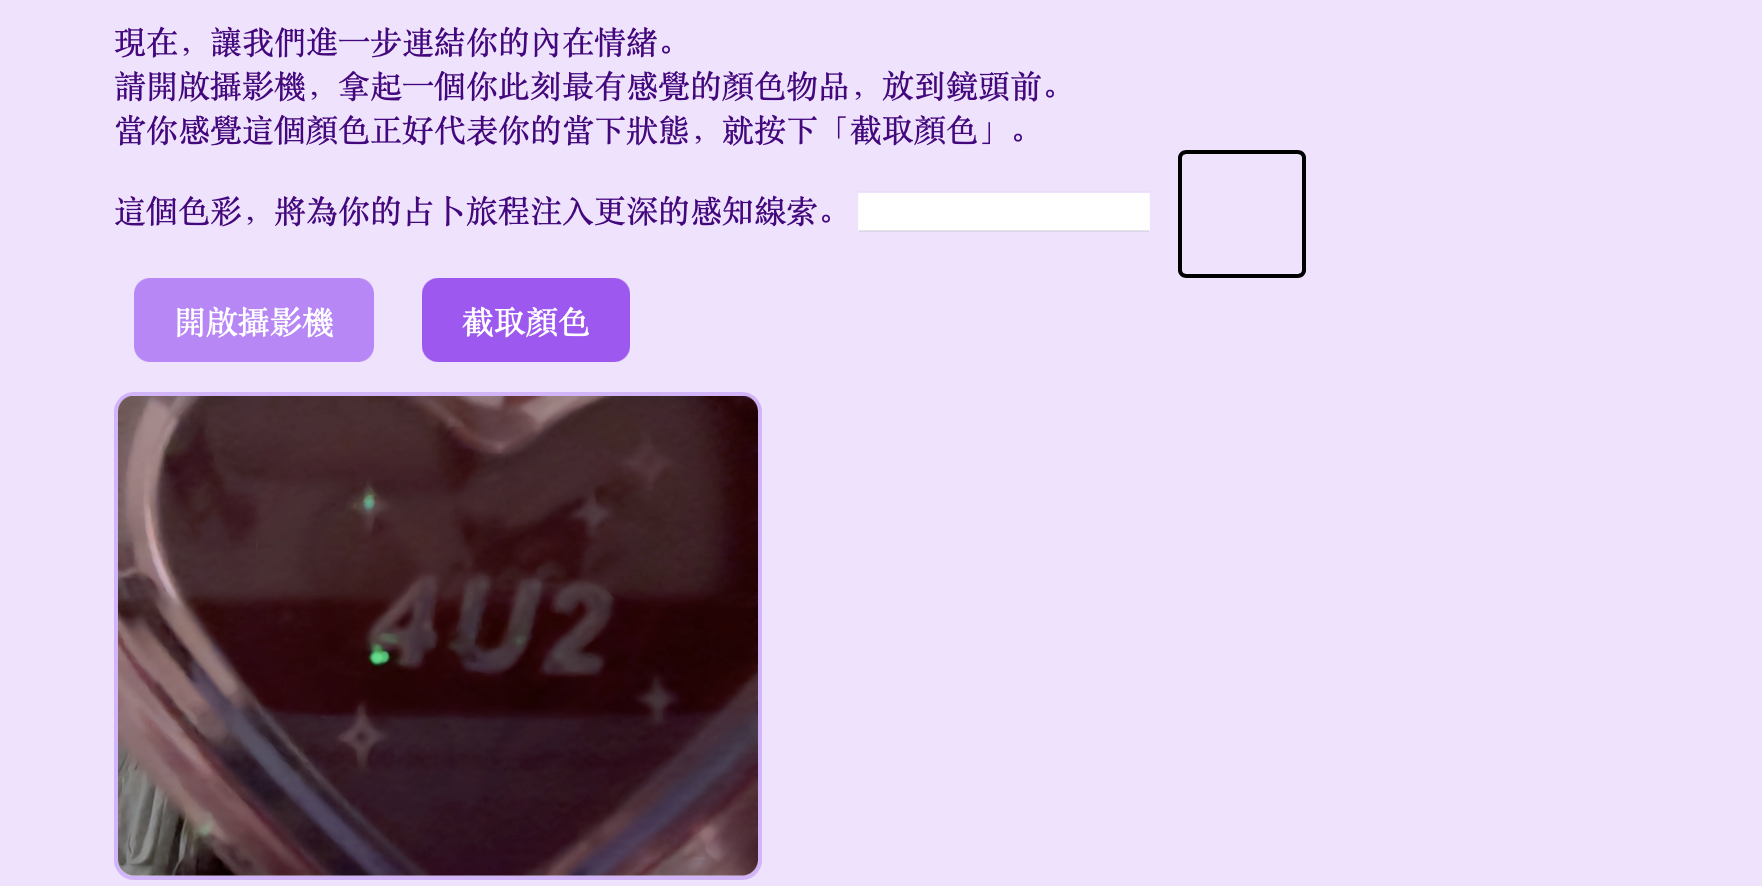 現在，讓我們進一步連結你的內在情緒。
請開啟攝影機，拿起一個你此刻最有感覺的顏色物品，放到鏡頭前。
當你感覺這個顏色正好代表你的當下狀態，就按下「截取顏色」。
這個色彩，將為你的占卜旅程注入更深的感知線索。
開啟攝影機
截取顏色
4U2